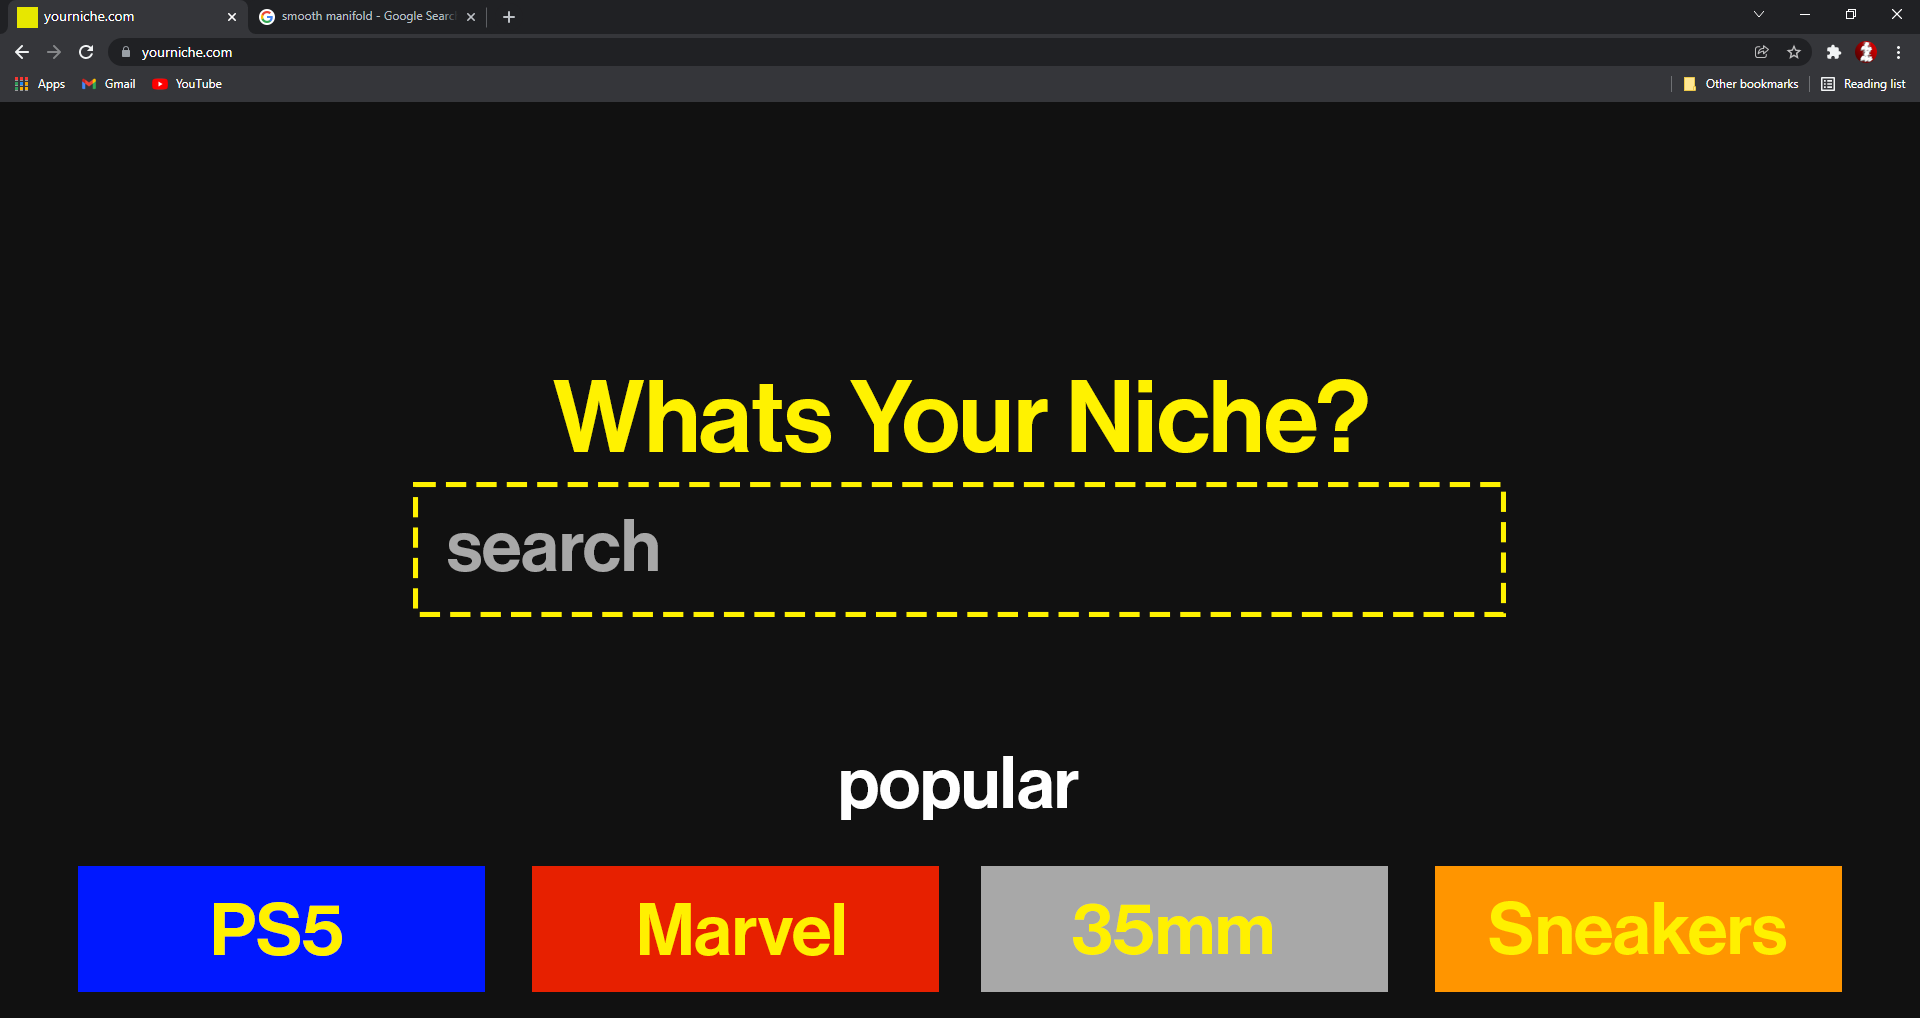 yourniche.com
smooth manifold - Google Searc
yourniche.com
Apps
Gmail
YouTube
Other bookmarks
Reading list
Whats Your Niche?
search
popular
PS5
Marvel
35mm
Sneakers